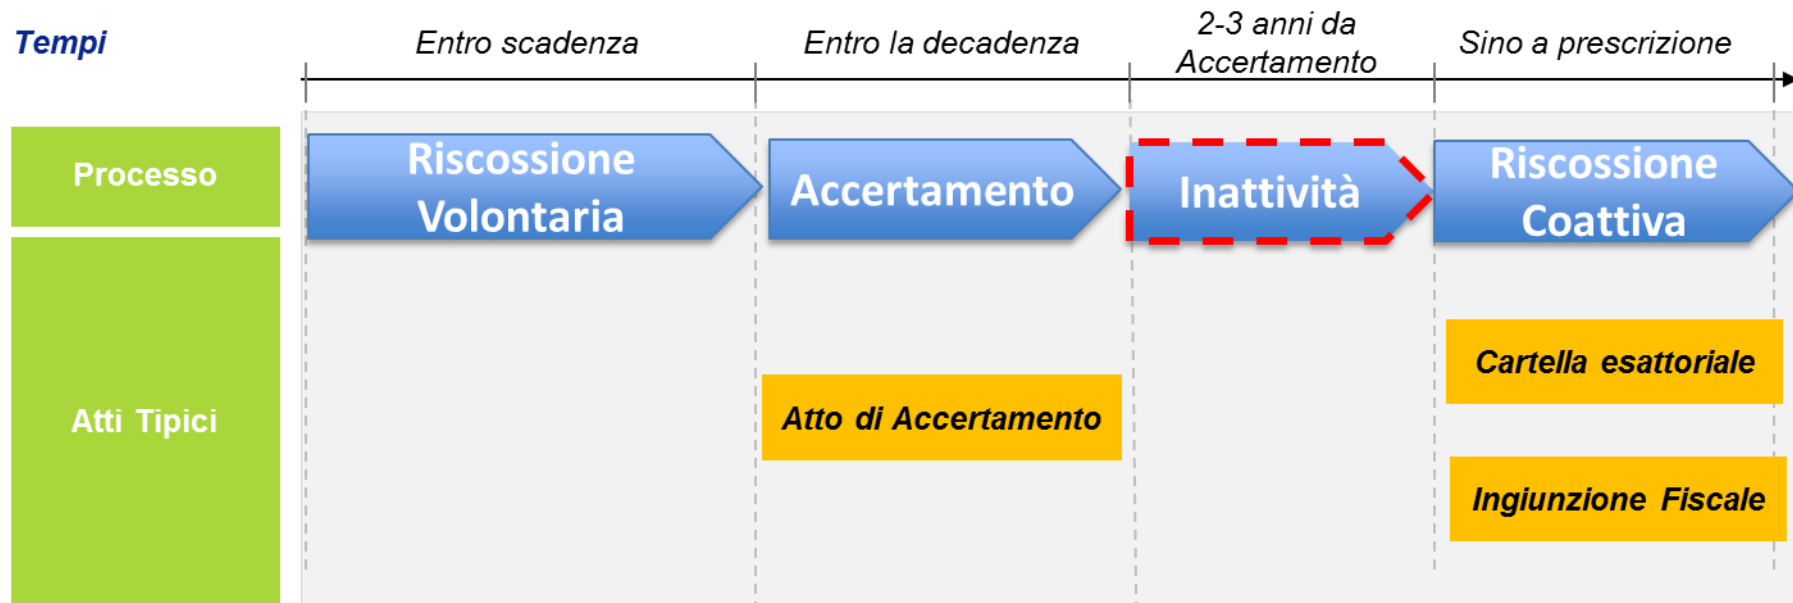 Tempi
Entro scadenza
Entro la decadenza
2-3 anni da
Accertamento
Sino a prescrizione
Processo
Riscossione
Volontaria
Accertamento
Inattività
Riscossione
Coattiva
Atti Tipici
Atto di Accertamento
Cartella esattoriale
Ingiunzione Fiscale